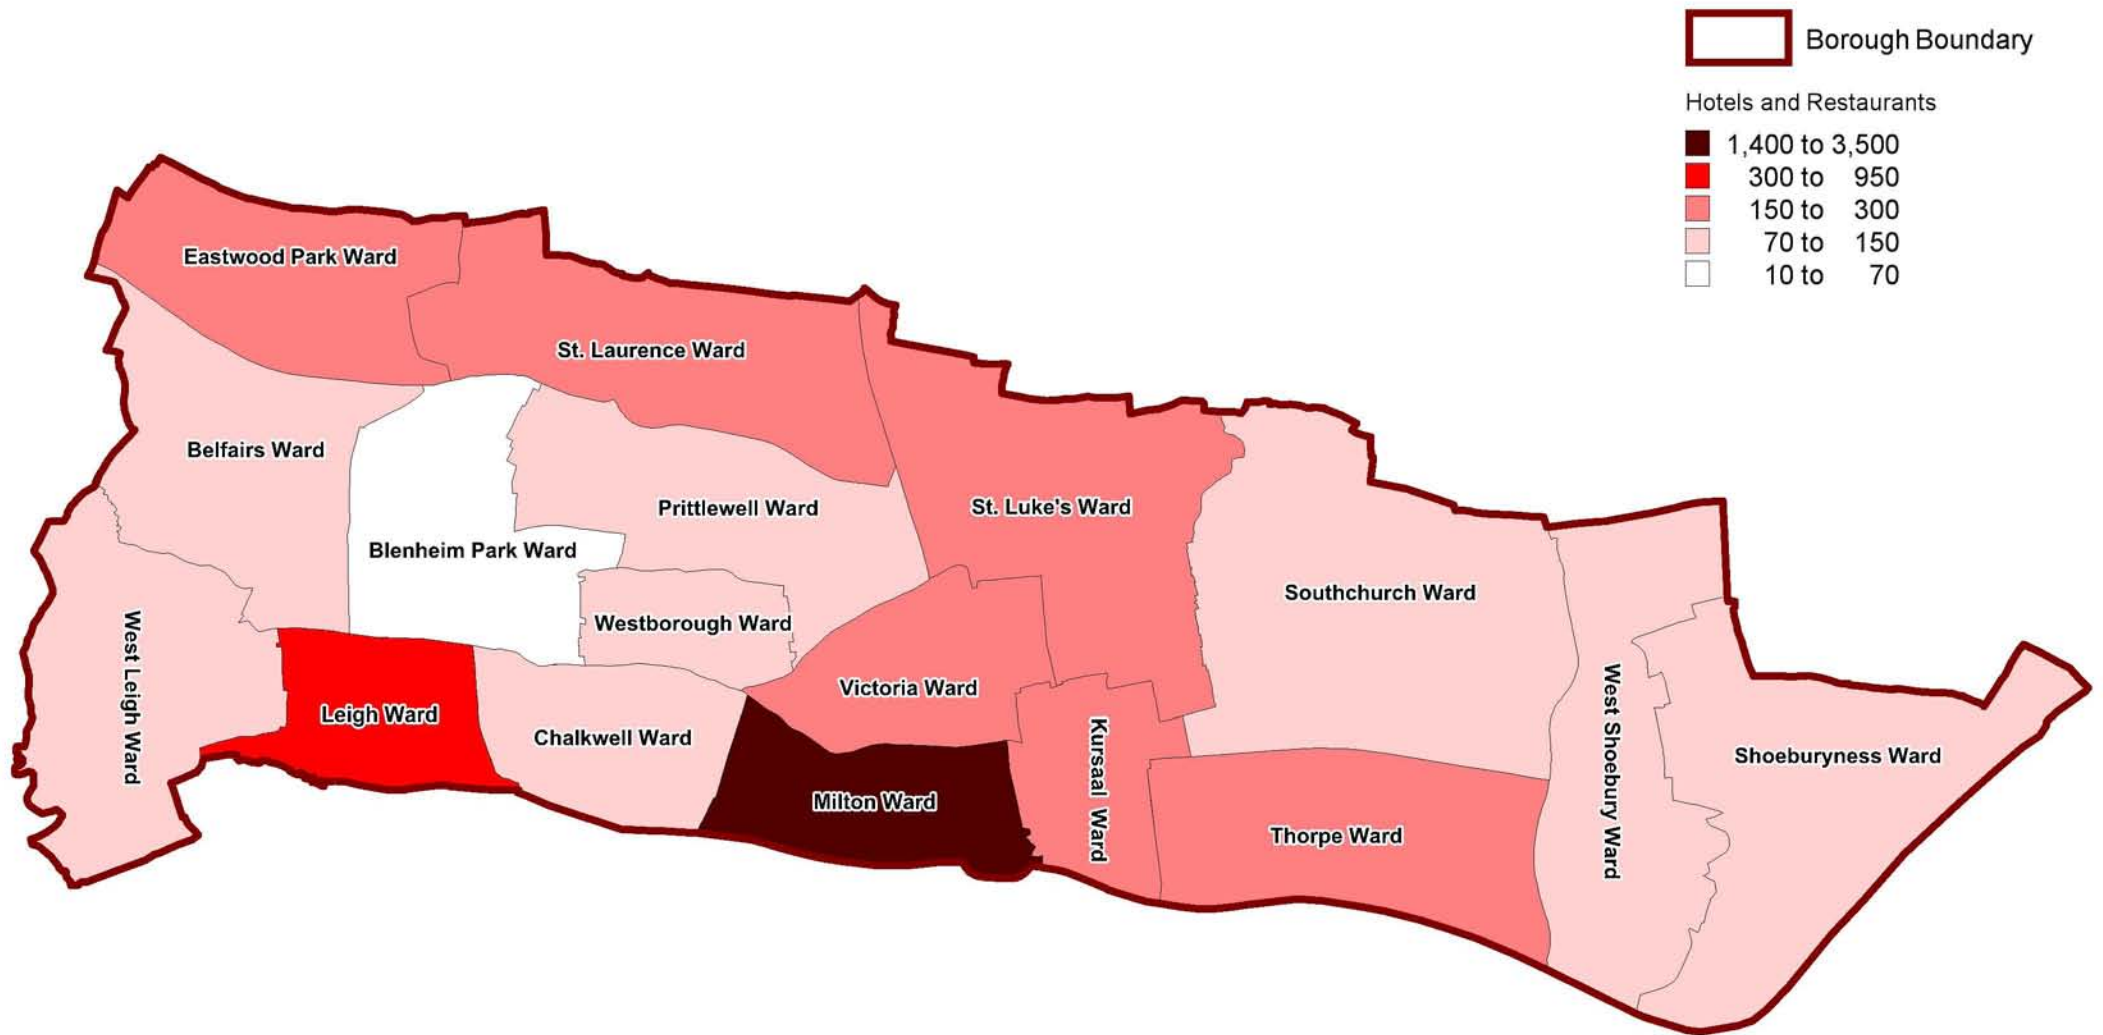 Borough Boundary
Hotels and Restaurants
1,400 to 3,500
300 to 950
150 to 300
70 to 150
10 to 70
Eastwood Park Ward
St. Laurence Ward
Belfairs Ward
Prittlewell Ward
St. Luke's Ward
Blenheim Park Ward
Southchurch Ward
Westborough Ward
West Leigh Ward
Victoria Ward
Leigh Ward
Chalkwell Ward
Kursaal Ward
West Shoebury Ward
Shoeburyness Ward
Milton Ward
Thorpe Ward